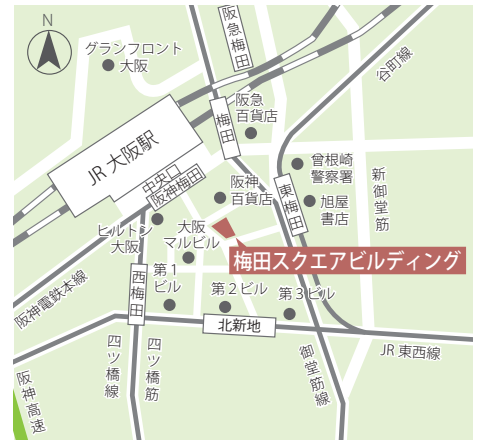 N
グランフロント
大阪
阪急梅田
谷町線
阪急
百貨店
梅田
JR 大阪駅
中央口
阪神梅田
曾根崎
警察署
新御堂筋
阪神
百貨店
東梅田
旭屋
書店
ヒルトン
大阪
大阪
マルビル
梅田スクエアビルディング
阪神電鉄本線
西梅田
第1
ビル
第2ビル
第3ビル
北新地
JR 東西線
四ツ橋線
四ツ橋筋
御堂筋線
阪神高速